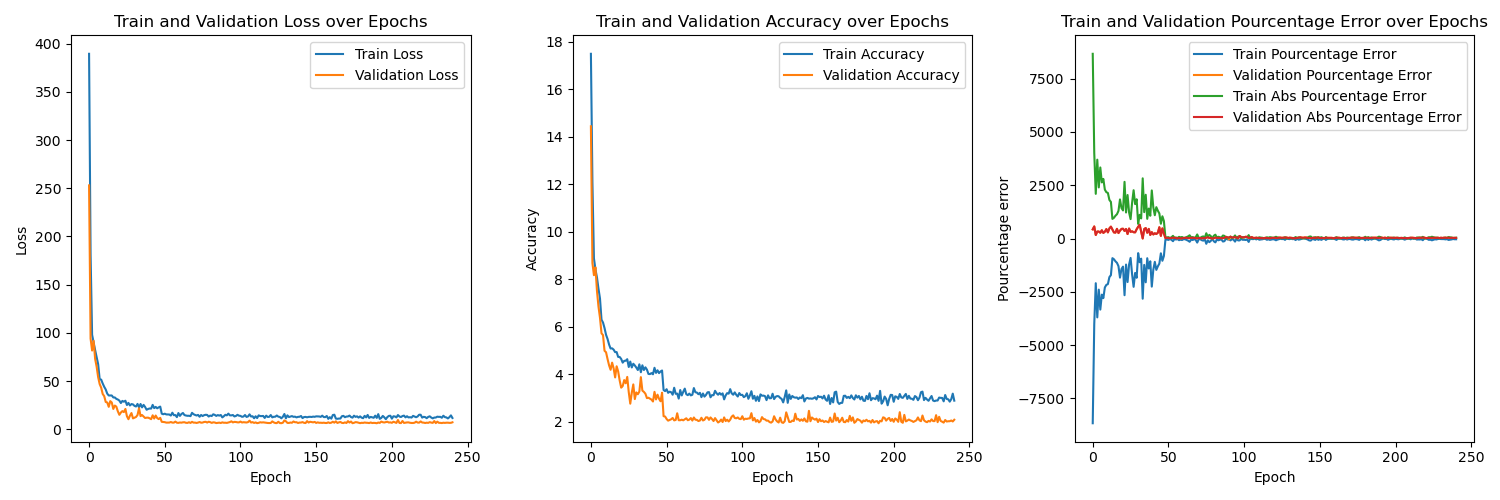 Train and Validation Loss over Epochs
400
350
300
250
200
150
100
50
0
Loss
0 50 100 150 200 250
Epoch
Train Loss
Validation Loss
Train and Validation Accuracy over Epochs
18
16
14
12
10
8
6
4
2
Accuracy
0 50 100 150 200 250
Epoch
Train Accuracy
Validation Accuracy
Train and Validation Pourcentage Error over Epochs
7500
5000
2500
0
−2500
−5000
−7500
Pourcentage error
0 50 100 150 200 250
Epoch
Train Pourcentage Error
Validation Pourcentage Error
Train Abs Pourcentage Error
Validation Abs Pourcentage Error